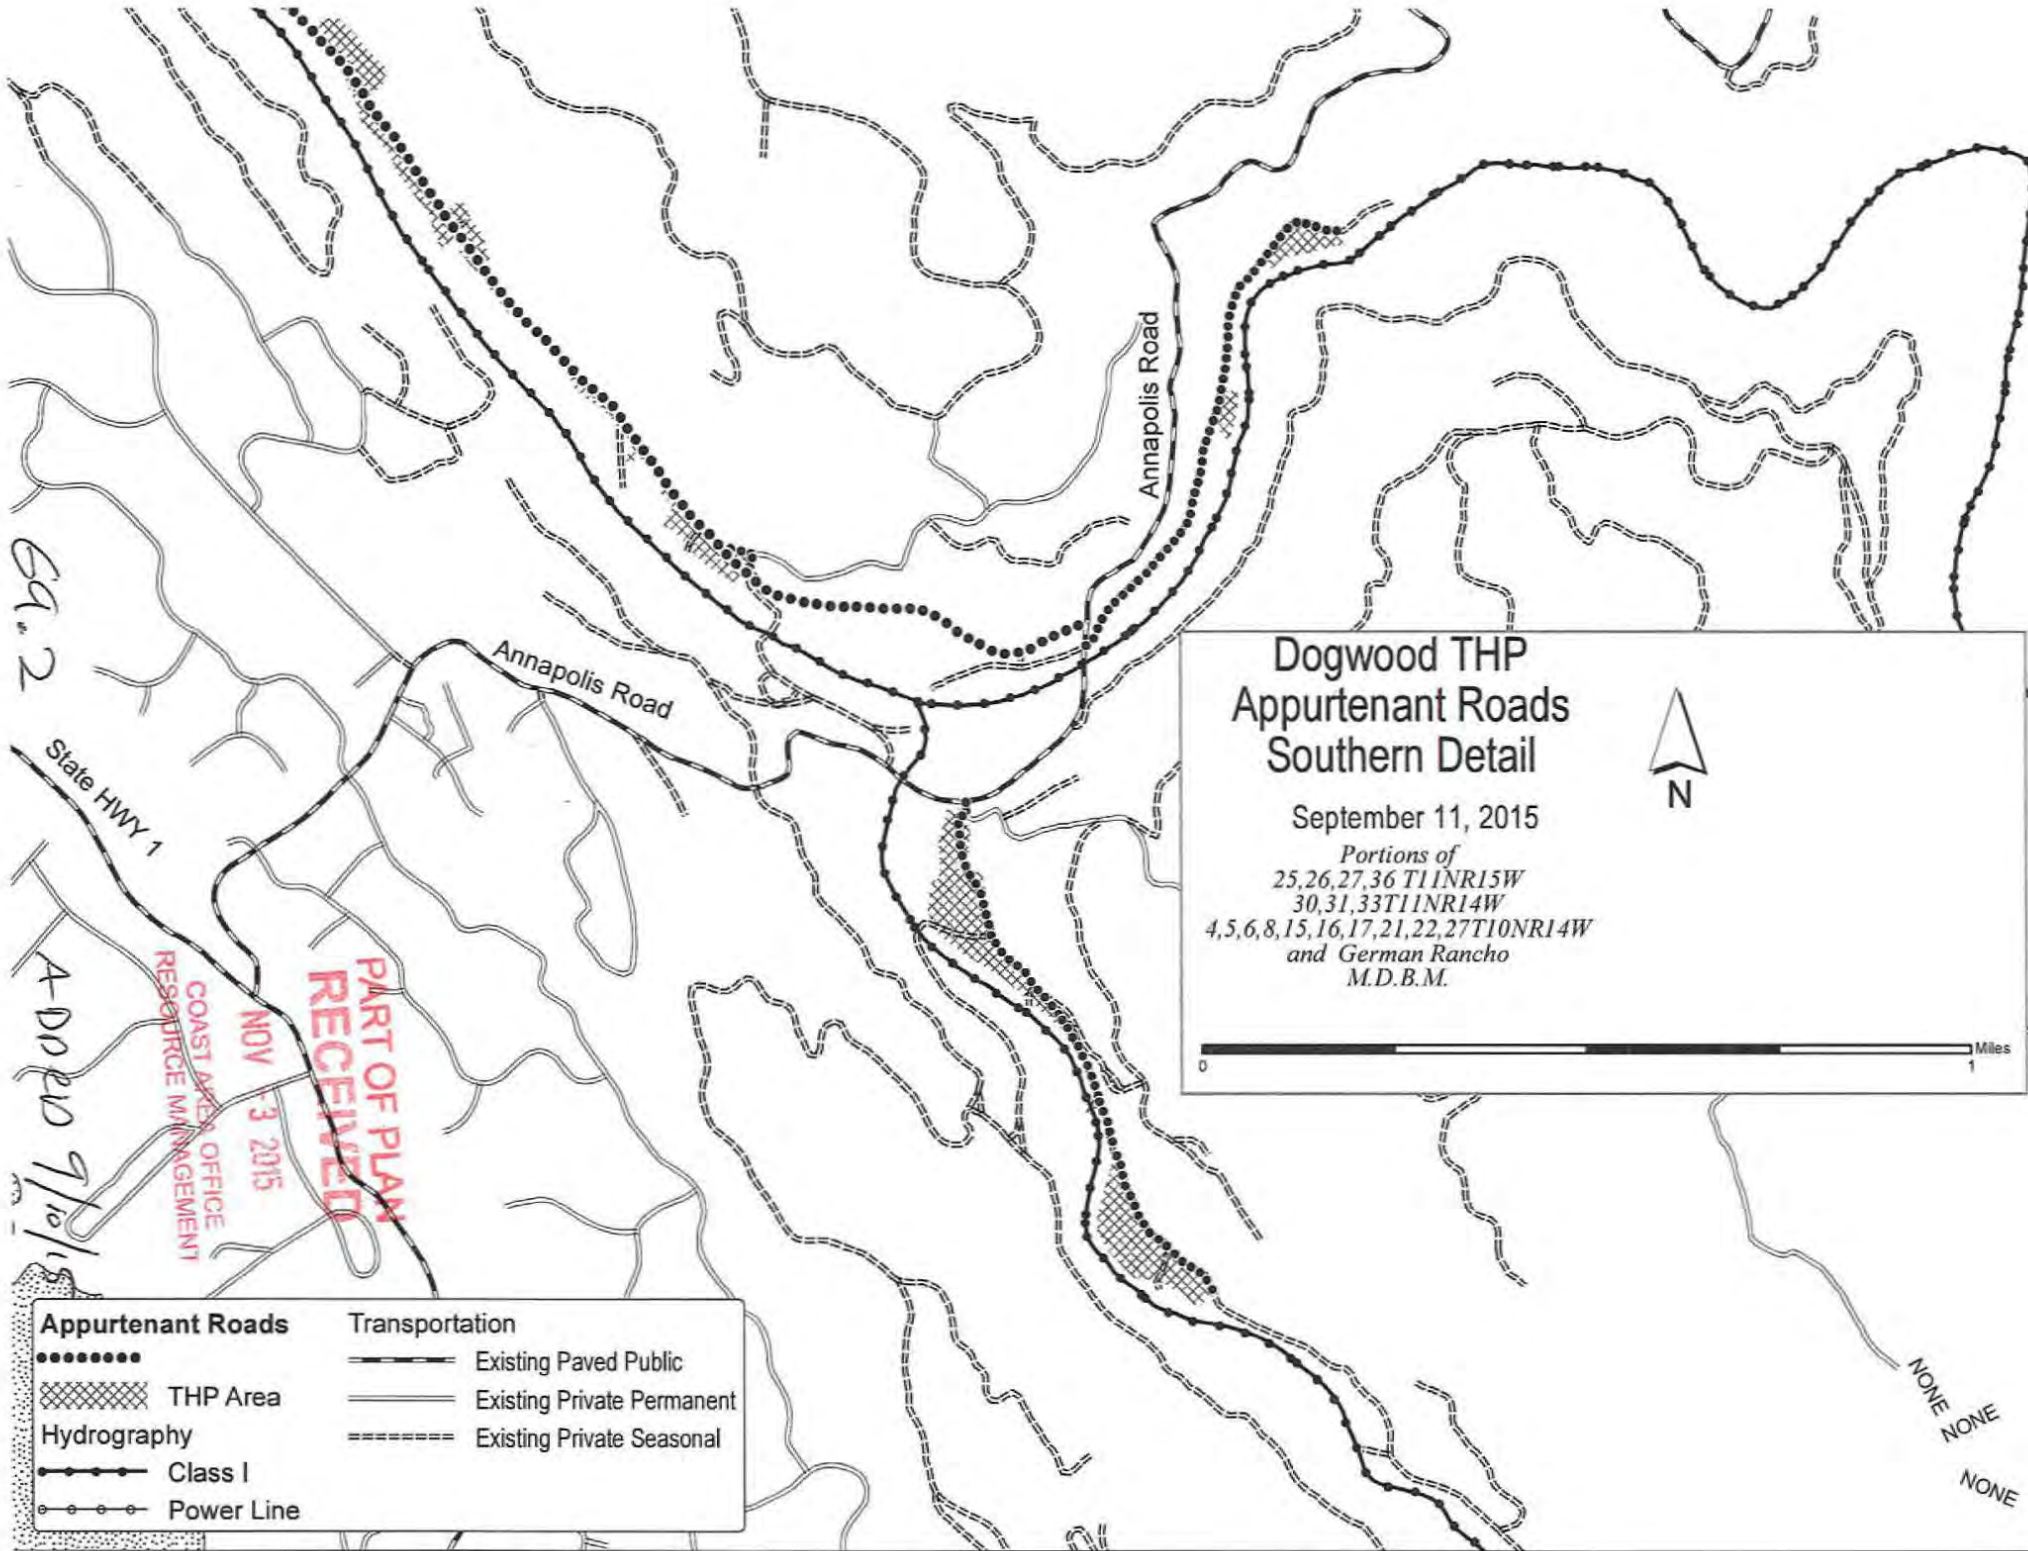 Annapolis Road
Annapolis Road
State HWY 1
69.2
ADDED 9/10/15
PART OF PLAN
RECEIVED
NOV -3 2015
COAST AREA OFFICE
RESOURCE MANAGEMENT
Dogwood THP
Appurtenant Roads
Southern Detail
N
September 11, 2015
Portions of
25,26,27,36 T11NR15W
30,31,33T11NR14W
4,5,6,8,15,16,17,21,22,27T10NR14W
and German Rancho
M.D.B.M.
0 1 Miles
NONE
NONE
NONE
Appurtenant Roads
THP Area
Hydrography
Class I
Power Line
Transportation
Existing Paved Public
Existing Private Permanent
Existing Private Seasonal